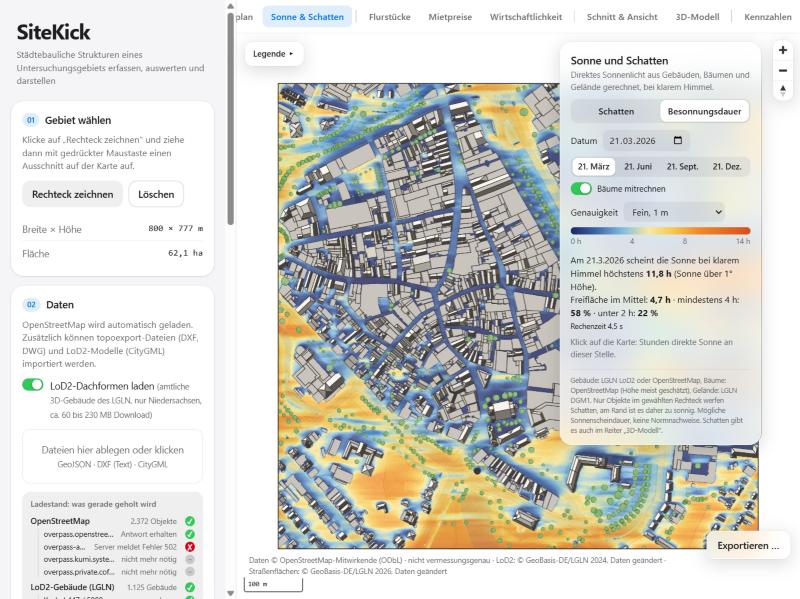 SiteKick
Städtebauliche Strukturen eines
Untersuchungsgebiets erfassen, auswerten und
darstellen
01 Gebiet wählen
Klicke auf „Rechteck zeichnen" und ziehe
dann mit gedrückter Maustaste einen
Ausschnitt auf der Karte auf.
Rechteck zeichnen Löschen
Breite × Höhe 800 × 777 m
Fläche 62,1 ha
02 Daten
OpenStreetMap wird automatisch geladen.
Zusätzlich können topoexport-Dateien (DXF,
DWG) und LoD2-Modelle (CityGML)
importiert werden.
LoD2-Dachformen laden (amtliche
3D-Gebäude des LGLN, nur Niedersachsen,
ca. 60 bis 230 MB Download)
Dateien hier ablegen oder klicken
GeoJSON · DXF (Text) · CityGML
Ladestand: was gerade geholt wird
OpenStreetMap 2.372 Objekte
overpass.openstree... Antwort erhalten
overpass-a... Server meldet Fehler 502
overpass.kumi.syste... nicht mehr nötig
overpass.private.cof... nicht mehr nötig
LoD2-Gebäude (LGLN) 1.125 Gebäude
plan Sonne & Schatten Flurstücke Mietpreise Wirtschaftlichkeit Schnitt & Ansicht 3D-Modell Kennzahlen
Legende ▸
Sonne und Schatten
Direktes Sonnenlicht aus Gebäuden, Bäumen und
Gelände gerechnet, bei klarem Himmel.
Schatten Besonnungsdauer
Datum 21.03.2026
21. März 21. Juni 21. Sept. 21. Dez.
Bäume mitrechnen
Genauigkeit Fein, 1 m
0 h 4 8 14 h
Am 21.3.2026 scheint die Sonne bei klarem
Himmel höchstens 11,8 h (Sonne über 1°
Höhe).
Freifläche im Mittel: 4,7 h · mindestens 4 h:
58 % · unter 2 h: 22 %
Rechenzeit 4,5 s
Klick auf die Karte: Stunden direkte Sonne an
dieser Stelle.
Gebäude: LGLN LoD2 oder OpenStreetMap, Bäume:
OpenStreetMap (Höhe meist geschätzt), Gelände: LGLN
DGM1. Nur Objekte im gewählten Rechteck werfen
Schatten, am Rand ist es daher zu sonnig. Mögliche
Sonnenscheindauer, keine Normnachweise. Schatten gibt
es auch im Reiter „3D-Modell".
Exportieren ...
Daten © OpenStreetMap-Mitwirkende (ODbL) · nicht vermessungsgenau · LoD2: © GeoBasis-DE/LGLN 2024, Daten geändert ·
Straßenflächen: © GeoBasis-DE/LGLN 2026, Daten geändert
100 m